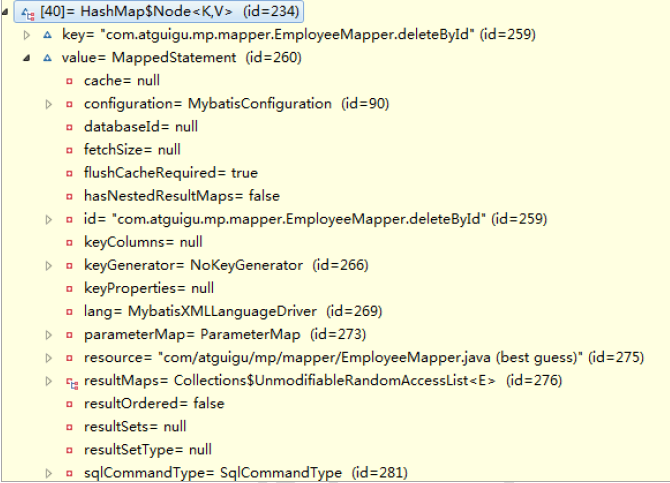 [40]= HashMap$Node<K,V> (id=234)
key= "com.atguigu.mp.mapper.EmployeeMapper.deleteById" (id=259)
value= MappedStatement (id=260)
cache= null
configuration= MybatisConfiguration (id=90)
databaseId= null
fetchSize= null
flushCacheRequired= true
hasNestedResultMaps= false
id= "com.atguigu.mp.mapper.EmployeeMapper.deleteById" (id=259)
keyColumns= null
keyGenerator= NoKeyGenerator (id=266)
keyProperties= null
lang= MybatisXMLLanguageDriver (id=269)
parameterMap= ParameterMap (id=273)
resource= "com/atguigu/mp/mapper/EmployeeMapper.java (best guess)" (id=275)
resultMaps= Collections$UnmodifiableRandomAccessList<E> (id=276)
resultOrdered= false
resultSets= null
resultSetType= null
sqlCommandType= SqlCommandType (id=281)